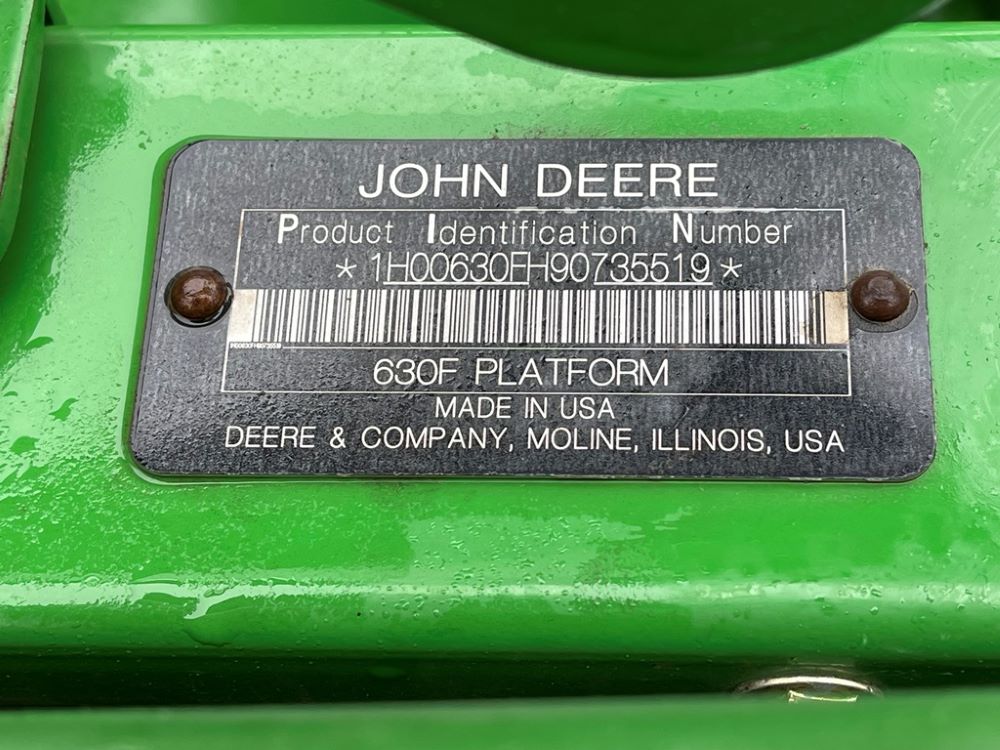 JOHN DEERE
Product Identification Number
*1H00630FH90735519*
630F PLATFORM
MADE IN USA
DEERE & COMPANY, MOLINE, ILLINOIS, USA